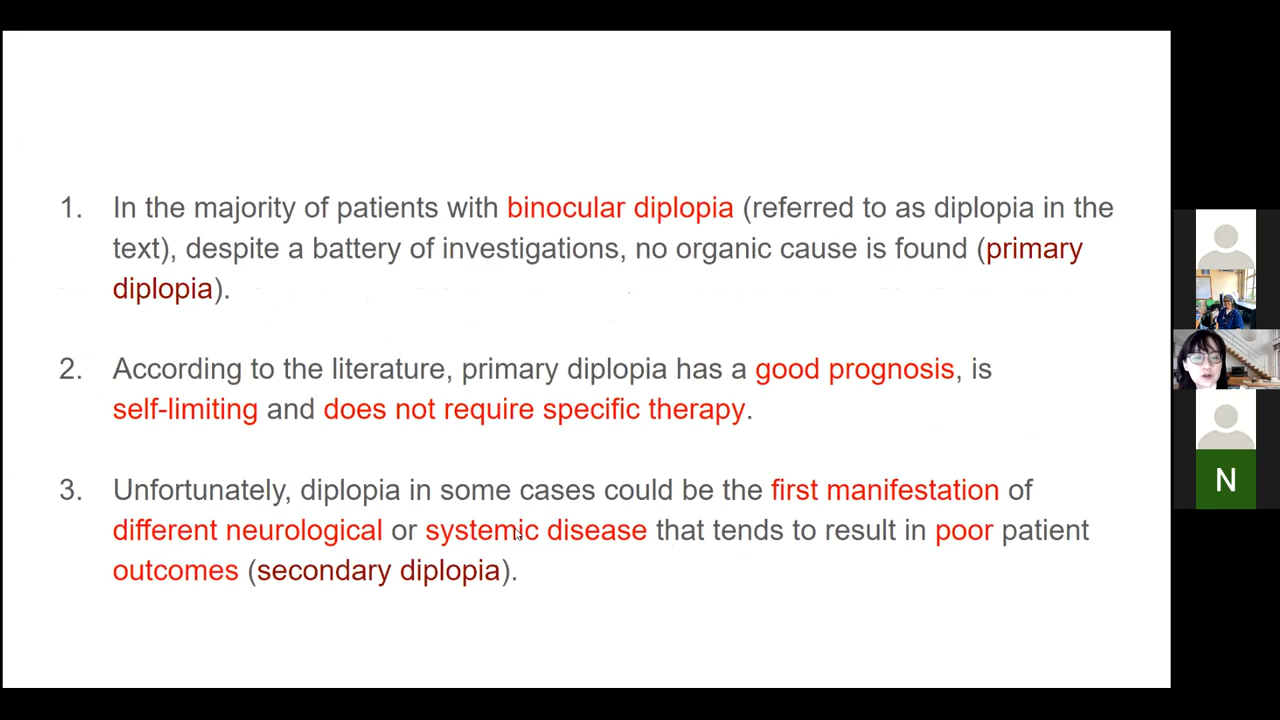 1. In the majority of patients with binocular diplopia (referred to as diplopia in the
text), despite a battery of investigations, no organic cause is found (primary
diplopia).
2. According to the literature, primary diplopia has a good prognosis, is
self-limiting and does not require specific therapy.
3. Unfortunately, diplopia in some cases could be the first manifestation of
different neurological or systemic disease that tends to result in poor patient
outcomes (secondary diplopia).
N